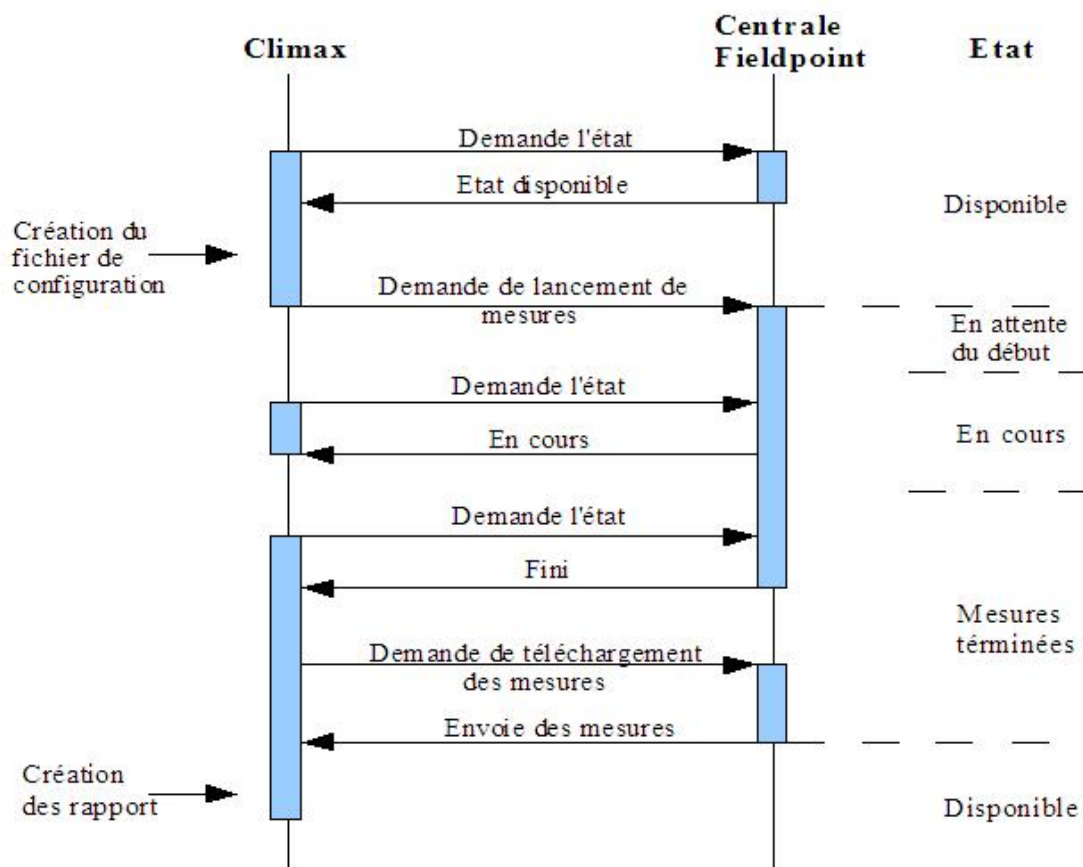 Climax
Centrale
Fieldpoint
Etat
Demande l'état
Etat disponible
Disponible
Création du
fichier de
configuration
Demande de lancement de
mesures
En attente
du début
Demande l'état
En cours
En cours
Demande l'état
Fini
Mesures
términées
Demande de téléchargement
des mesures
Envoie des mesures
Création
des rapport
Disponible